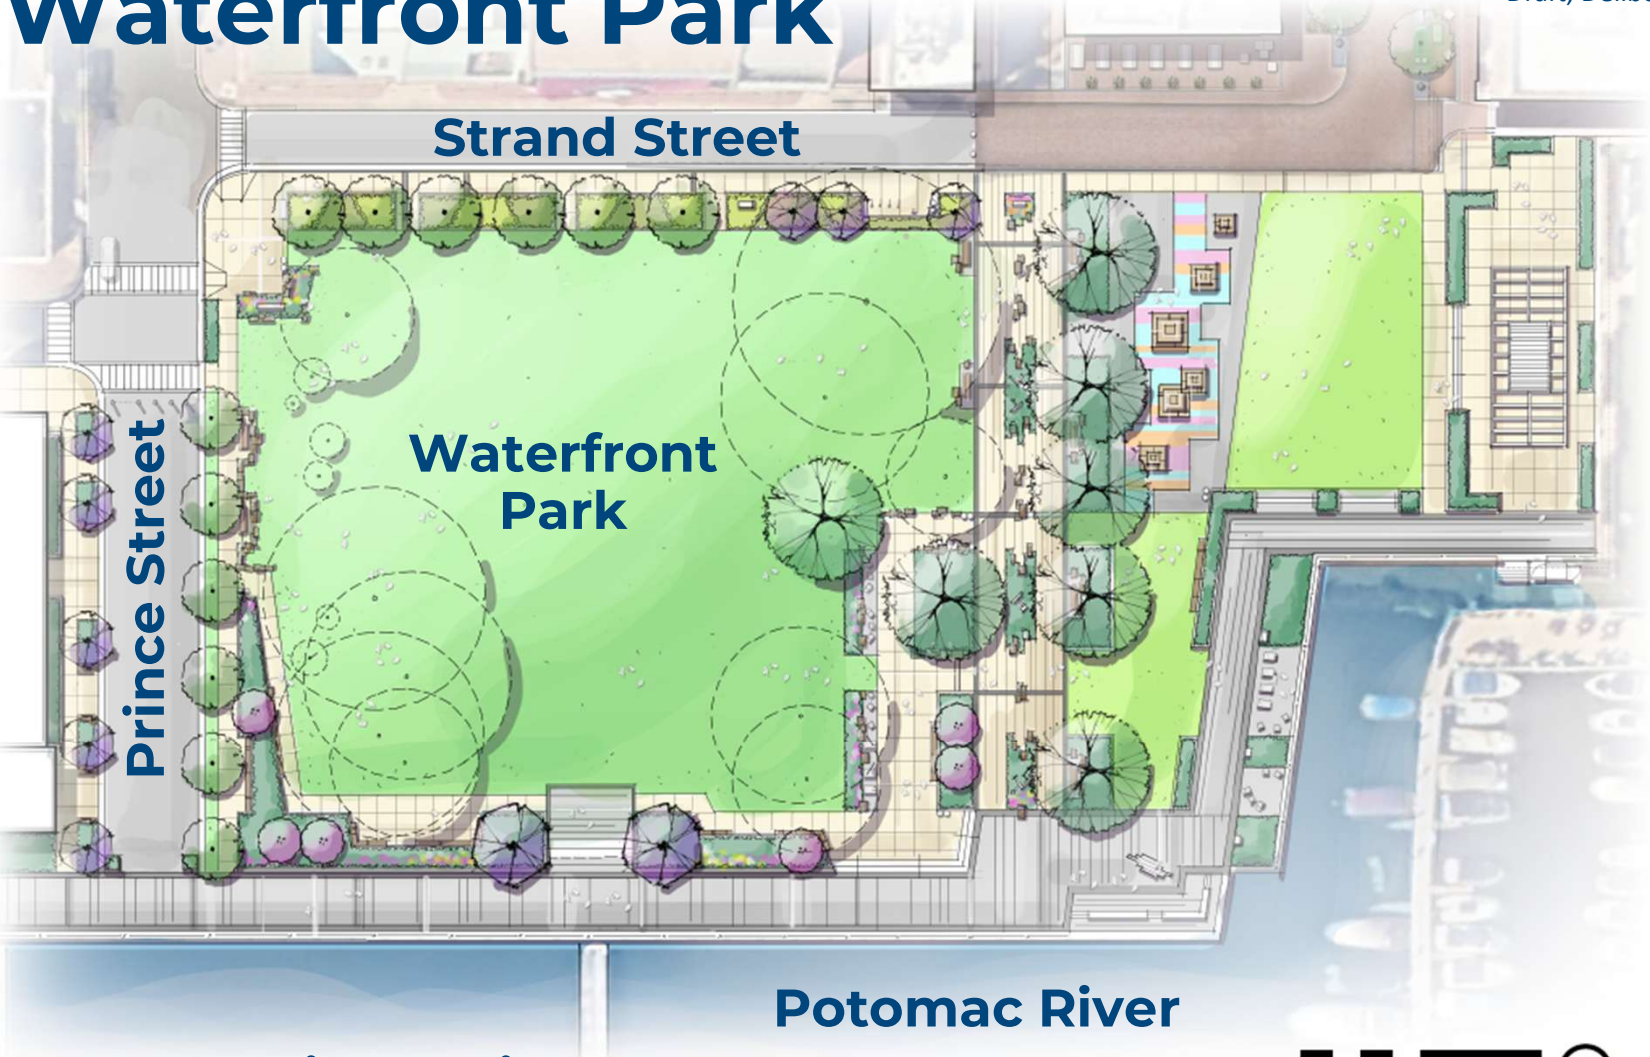 Waterfront Park
Strand Street
Waterfront
Park
Prince Street
Potomac River